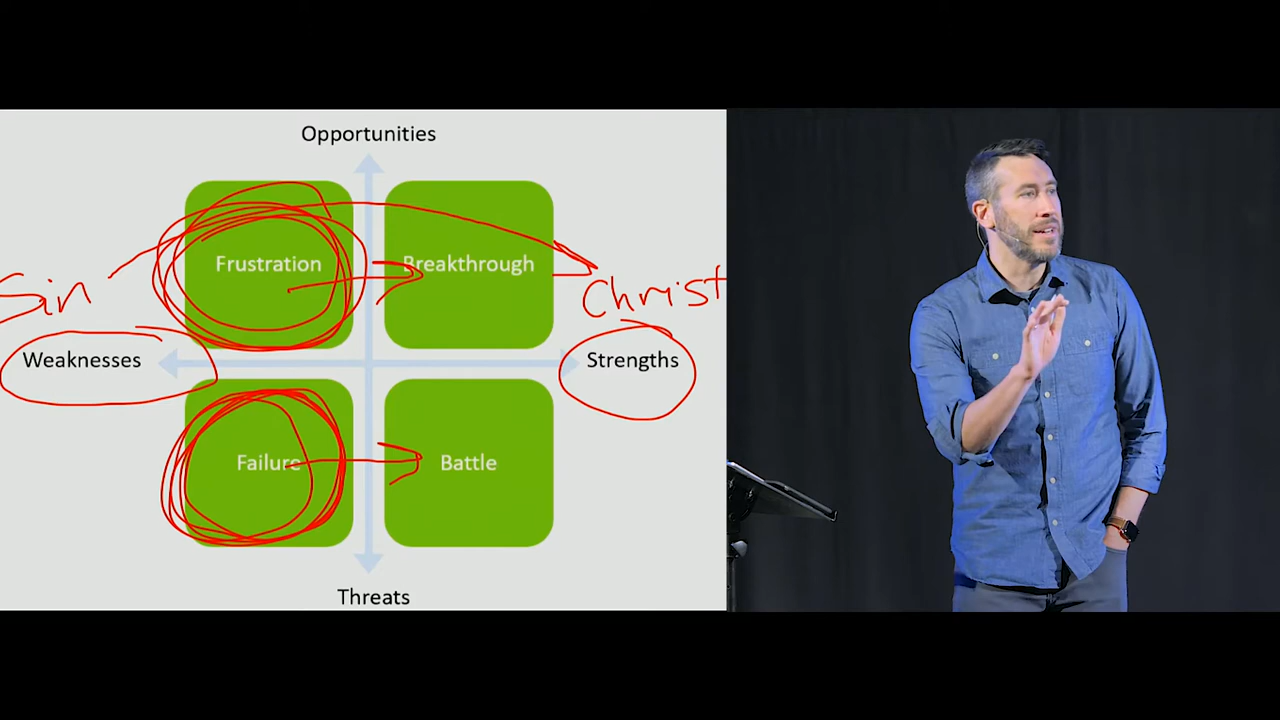 Opportunities
Frustration
Breakthrough
Sin
Christ
Weaknesses
Strengths
Failure
Battle
Threats